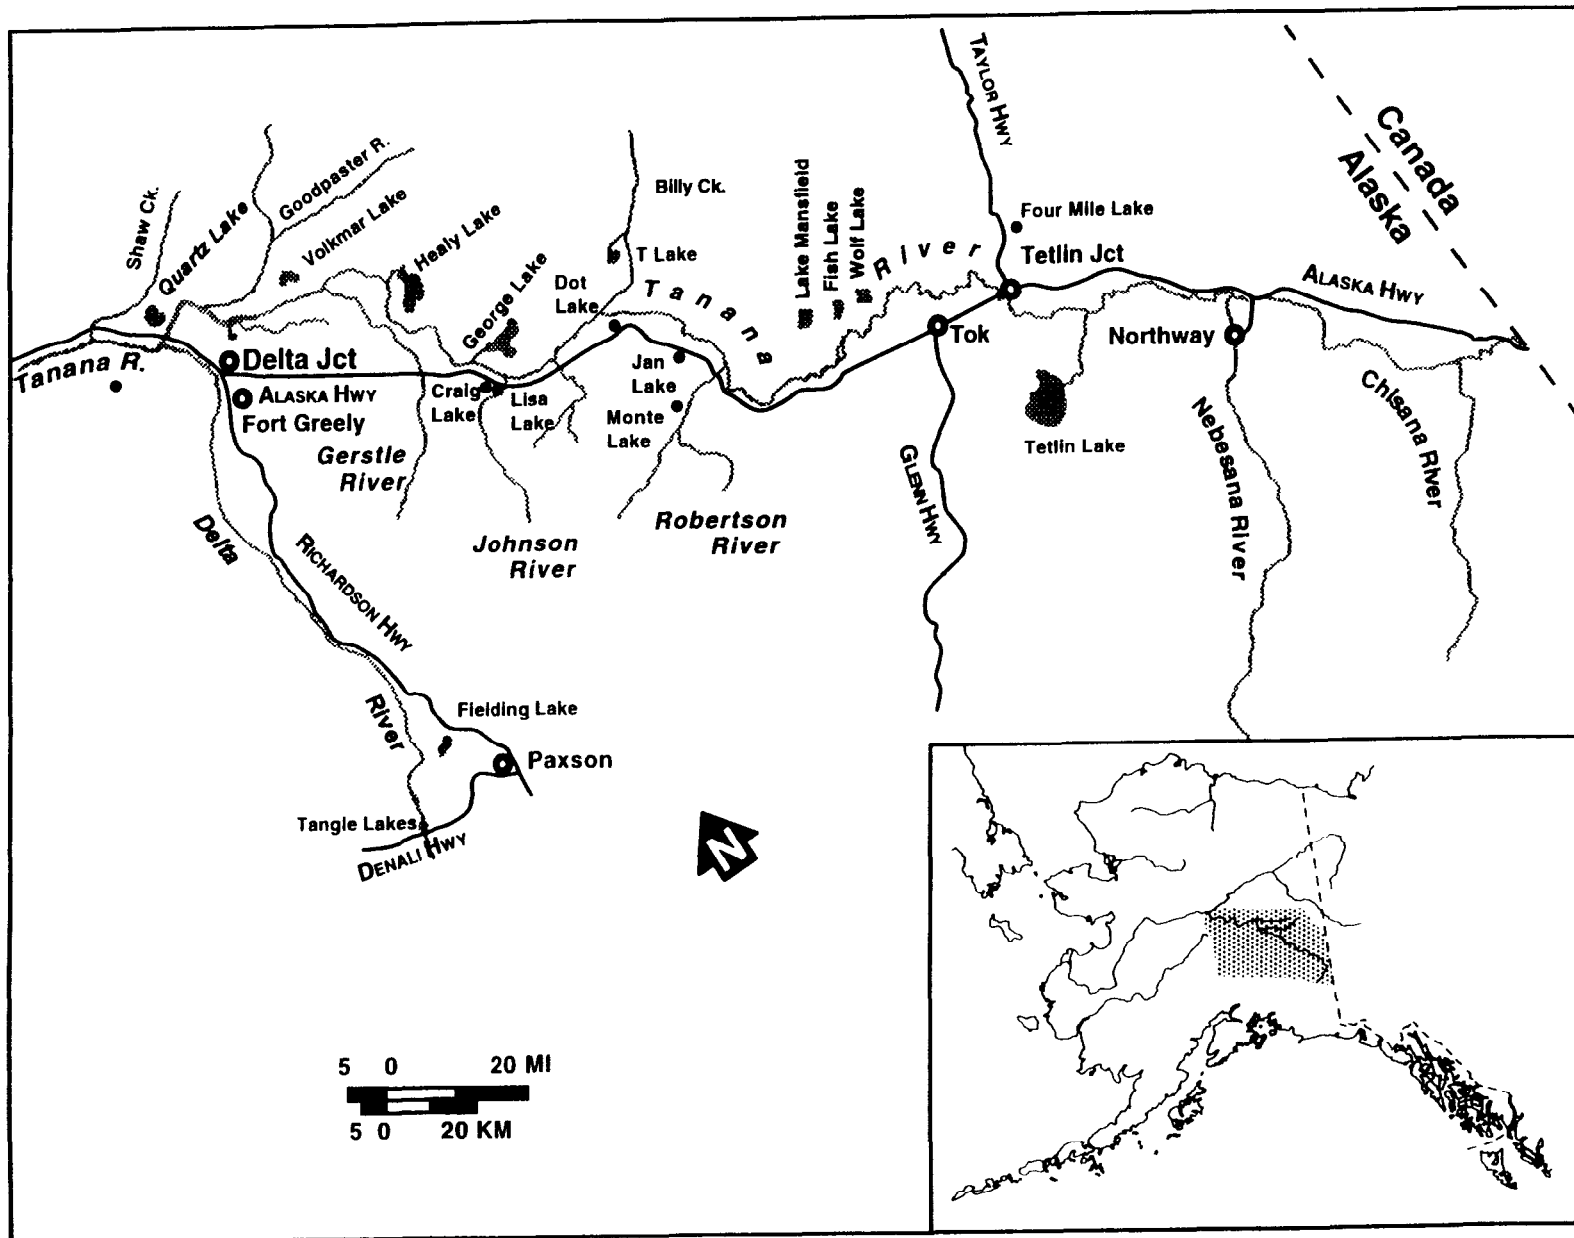 TAYLOR HWY
Canada
Alaska
Shaw Ck.
Quartz Lake
Goodpaster R.
Volkmar Lake
Healy Lake
George Lake
Billy Ck.
T Lake
Dot
Lake
Tanana
River
Lake Mansfield
Fish Lake
Wolf Lake
Four Mile Lake
Tetlin Jct
ALASKA HWY
Tok
Northway
Tanana R.
Delta Jct
ALASKA HWY
Fort Greely
Craig
Lake
Lisa
Lake
Jan
Lake
Monte
Lake
Tetlin Lake
Gerstle
River
Johnson
River
Robertson
River
GLENN HWY
Nebesana River
Chisana River
Delta
River
RICHARDSON HWY
Fielding Lake
Paxson
Tangle Lakes
DENALI HWY
N
5 0 20 MI
5 0 20 KM